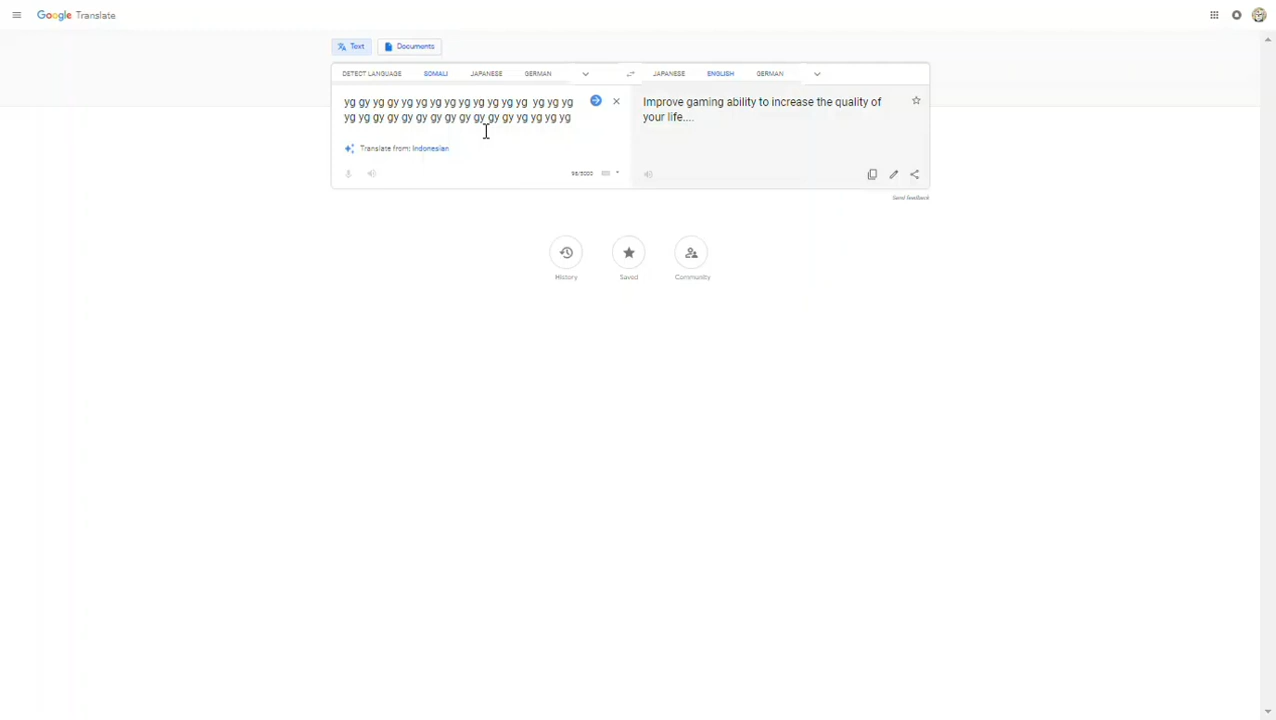 Google Translate
Text
Documents
DETECT LANGUAGE SOMALI JAPANESE GERMAN JAPANESE ENGLISH GERMAN
yg gy yg gy yg yg yg yg yg yg yg yg yg yg yg yg
yg yg gy gy gy gy gy gy gy gy gy gy yg yg yg yg
Improve gaming ability to increase the quality of
your life....
Translate from: Indonesian
96/5000
Send feedback
History
Saved
Community